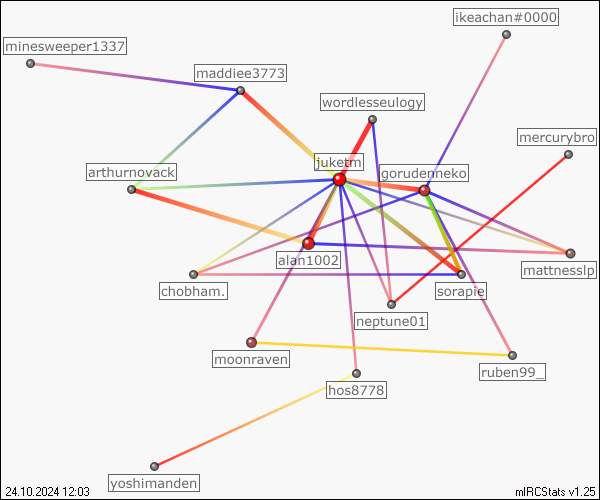 ikeachan#0000
minesweeper1337
maddiee3773
wordlesseulogy
mercurybro
juketm
gorudenneko
arthurnovack
alan1002
mattnesslp
chobham.
sorapie
neptune01
moonraven
ruben99_
hos8778
yoshimanden
24.10.2024 12:03
mIRCStats v1.25